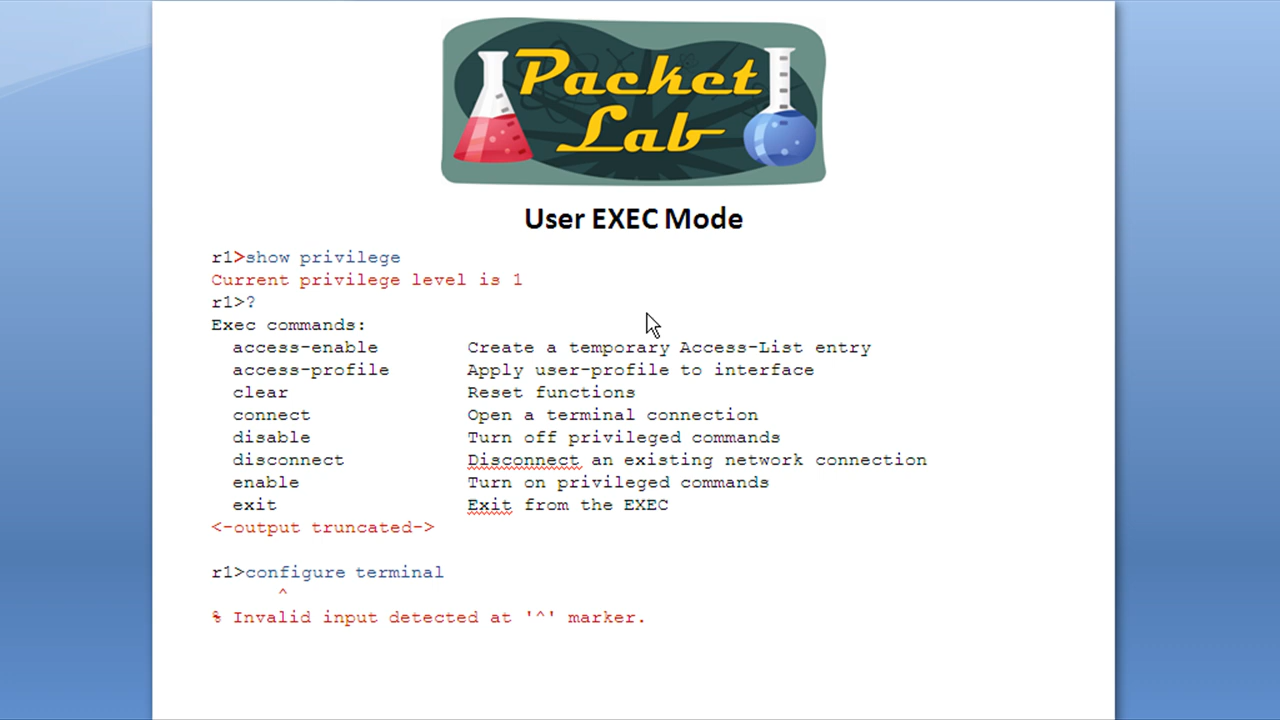 Packet
Lab
User EXEC Mode
r1>show privilege
Current privilege level is 1
r1>?
Exec commands:
access-enable Create a temporary Access-List entry
access-profile Apply user-profile to interface
clear Reset functions
connect Open a terminal connection
disable Turn off privileged commands
disconnect Disconnect an existing network connection
enable Turn on privileged commands
exit Exit from the EXEC
<-output truncated->
r1>configure terminal
^
% Invalid input detected at '^' marker.